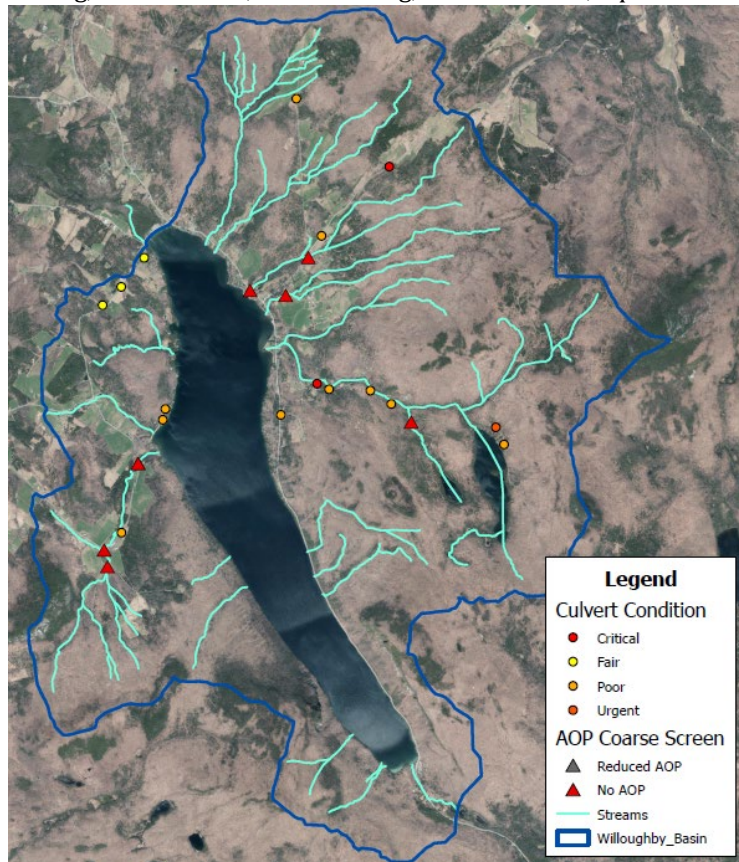 Legend
Culvert Condition
Critical
Fair
Poor
Urgent
AOP Coarse Screen
Reduced AOP
No AOP
Streams
Willoughby_Basin